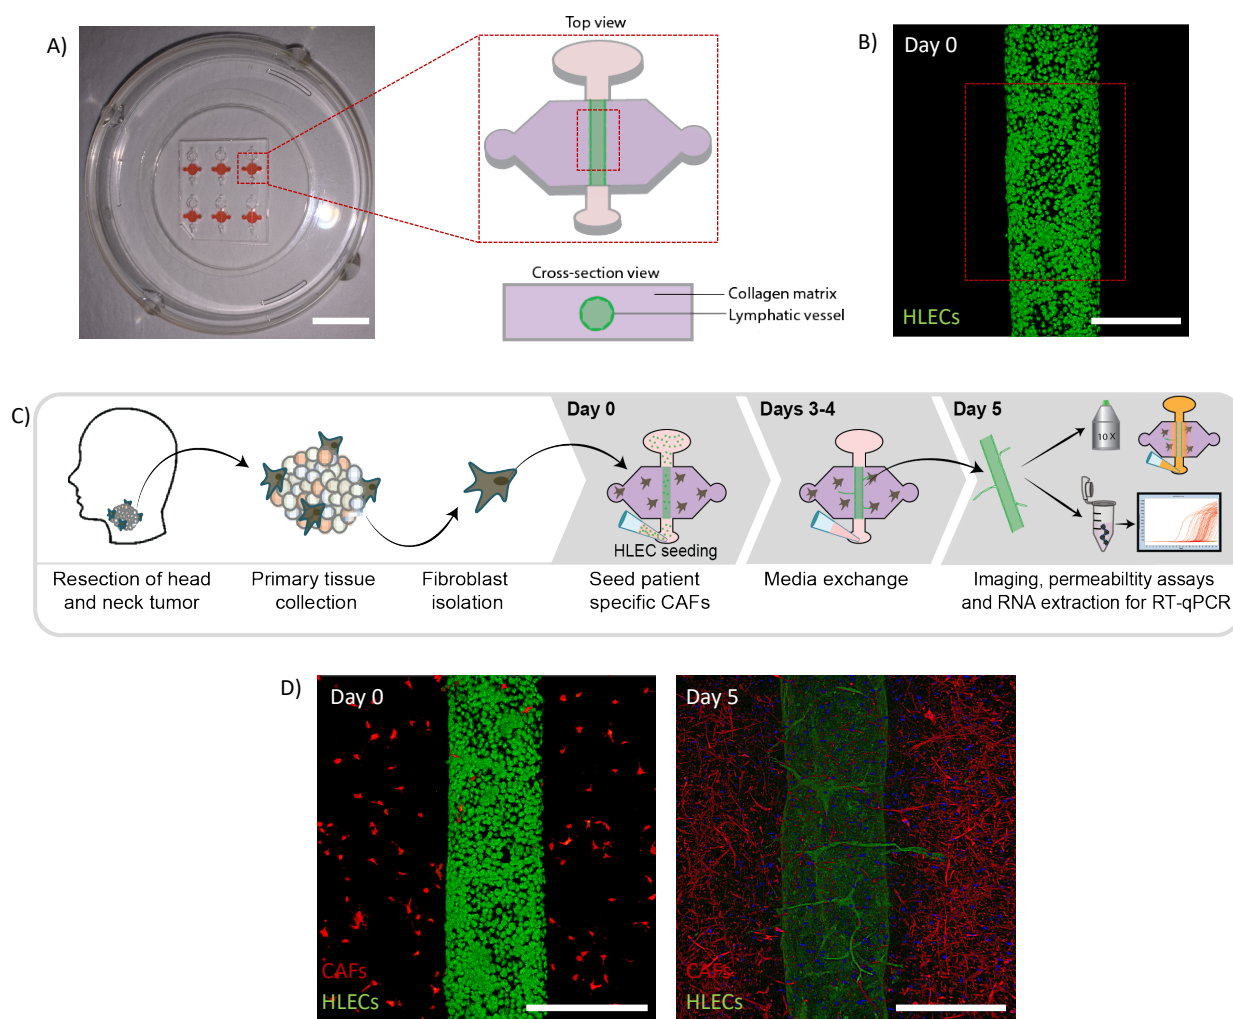 A)
Top view
Cross-section view
Collagen matrix
Lymphatic vessel
B)
Day 0
HLECs
C)
Day 0
Days 3-4
Day 5
10 X
HLEC seeding
Resection of head
and neck tumor
Primary tissue
collection
Fibroblast
isolation
Seed patient
specific CAFs
Media exchange
Imaging, permeabiltity assays
and RNA extraction for RT-qPCR
D)
Day 0
CAFs
HLECs
Day 5
CAFs
HLECs